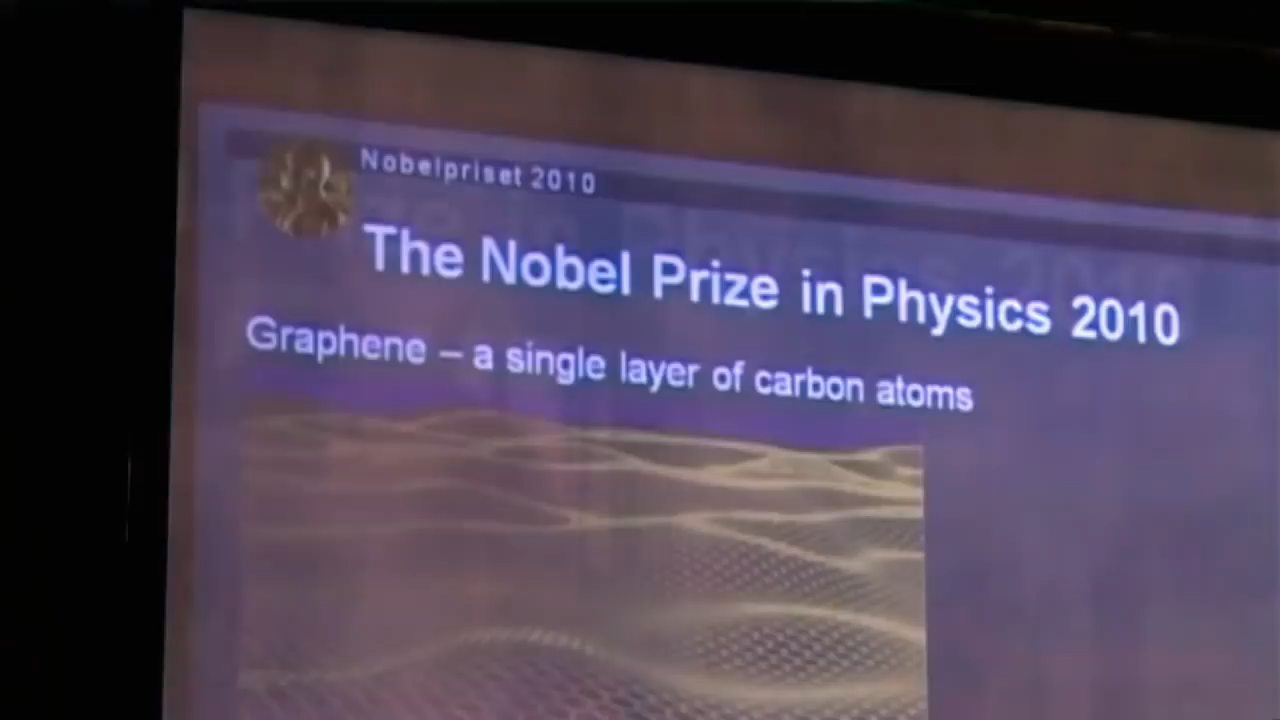 Nobelpriset 2010
The Nobel Prize in Physics 2010
Graphene – a single layer of carbon atoms